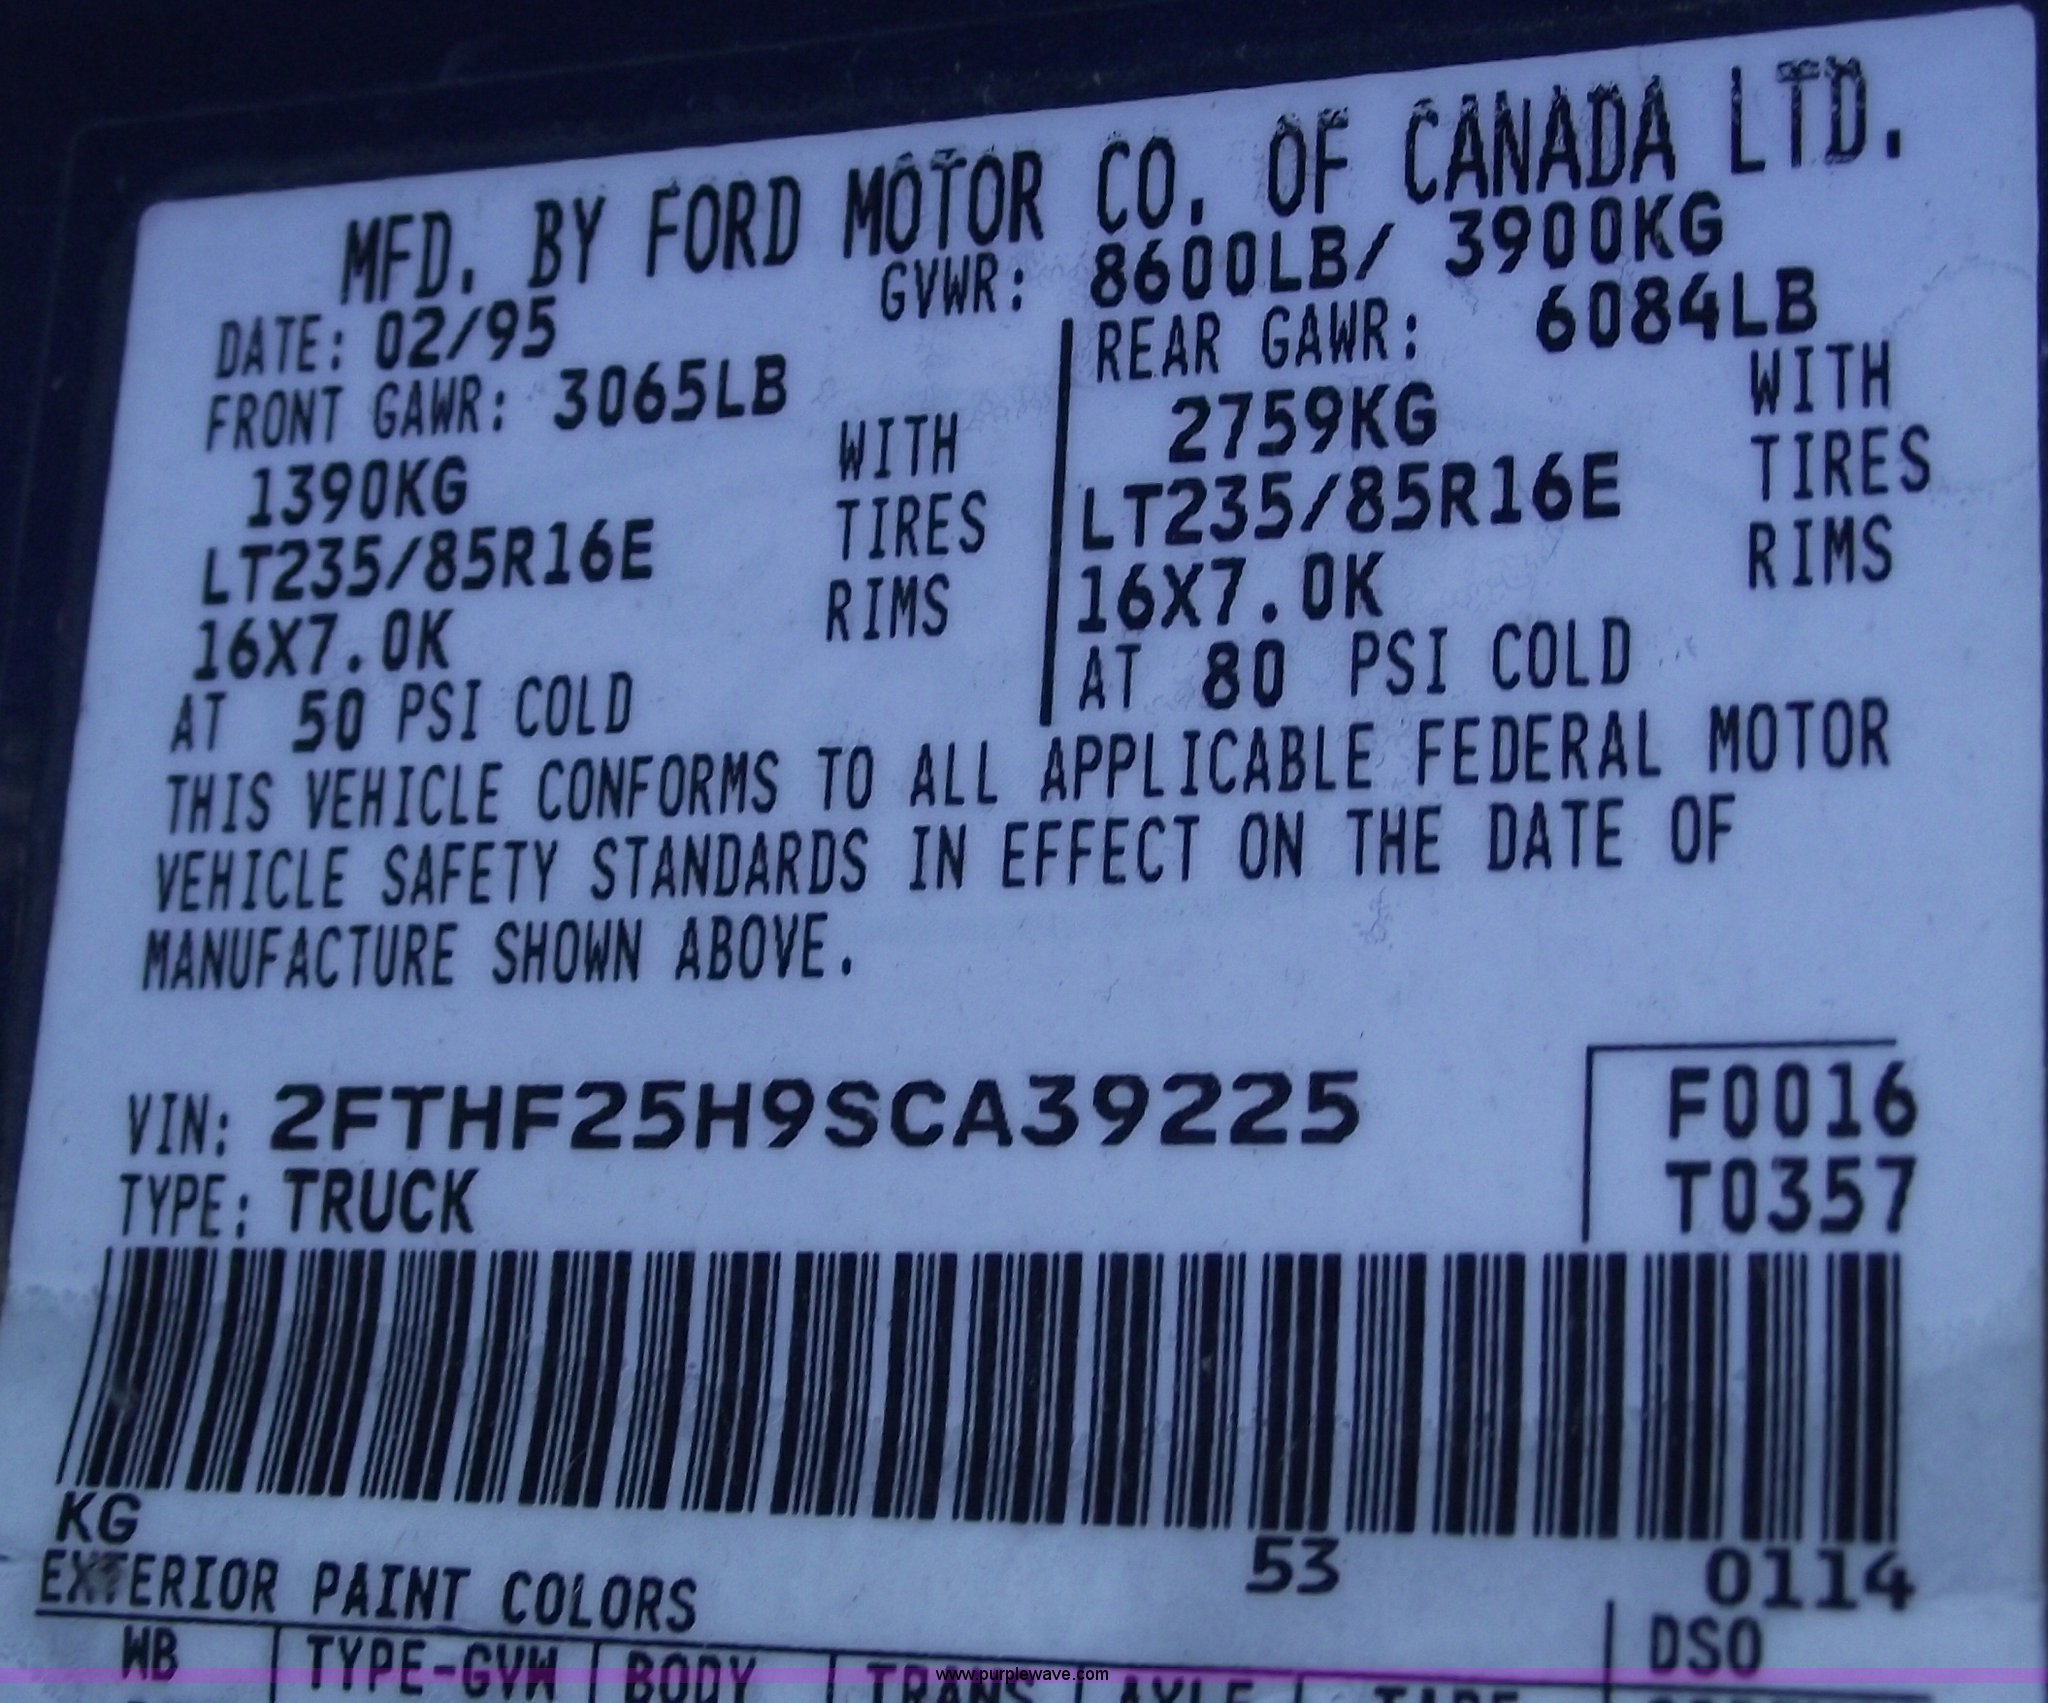 MFD. BY FORD MOTOR CO. OF CANADA LTD.
DATE: 02/95 GVWR: 8600LB/ 3900KG
FRONT GAWR: 3065LB
1390KG WITH
LT235/85R16E TIRES
16X7.0K RIMS
AT 50 PSI COLD
REAR GAWR: 6084LB
2759KG WITH
LT235/85R16E TIRES
16X7.0K RIMS
AT 80 PSI COLD
THIS VEHICLE CONFORMS TO ALL APPLICABLE FEDERAL MOTOR
VEHICLE SAFETY STANDARDS IN EFFECT ON THE DATE OF
MANUFACTURE SHOWN ABOVE.
VIN: 2FTHF25H9SCA39225
F0016
TYPE: TRUCK
T0357
KG 53 0114
EXTERIOR PAINT COLORS DSO
WB TYPE-GVW BODY TRANS AXLE TAPE
www.purplewave.com